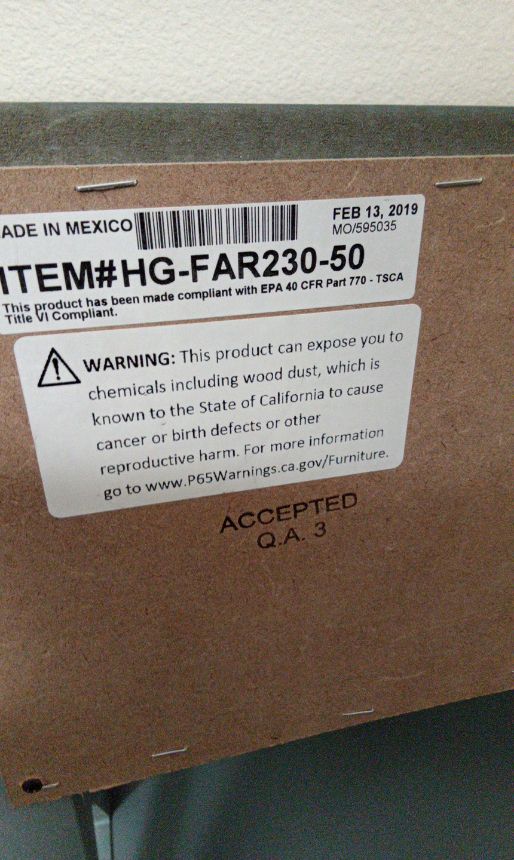 ADE IN MEXICO
FEB 13, 2019
MO/595035
ITEM#HG-FAR230-50
This product has been made compliant with EPA 40 CFR Part 770 - TSCA
Title VI Compliant.
WARNING: This product can expose you to
chemicals including wood dust, which is
known to the State of California to cause
cancer or birth defects or other
reproductive harm. For more information
go to www.P65Warnings.ca.gov/Furniture.
ACCEPTED
Q.A. 3